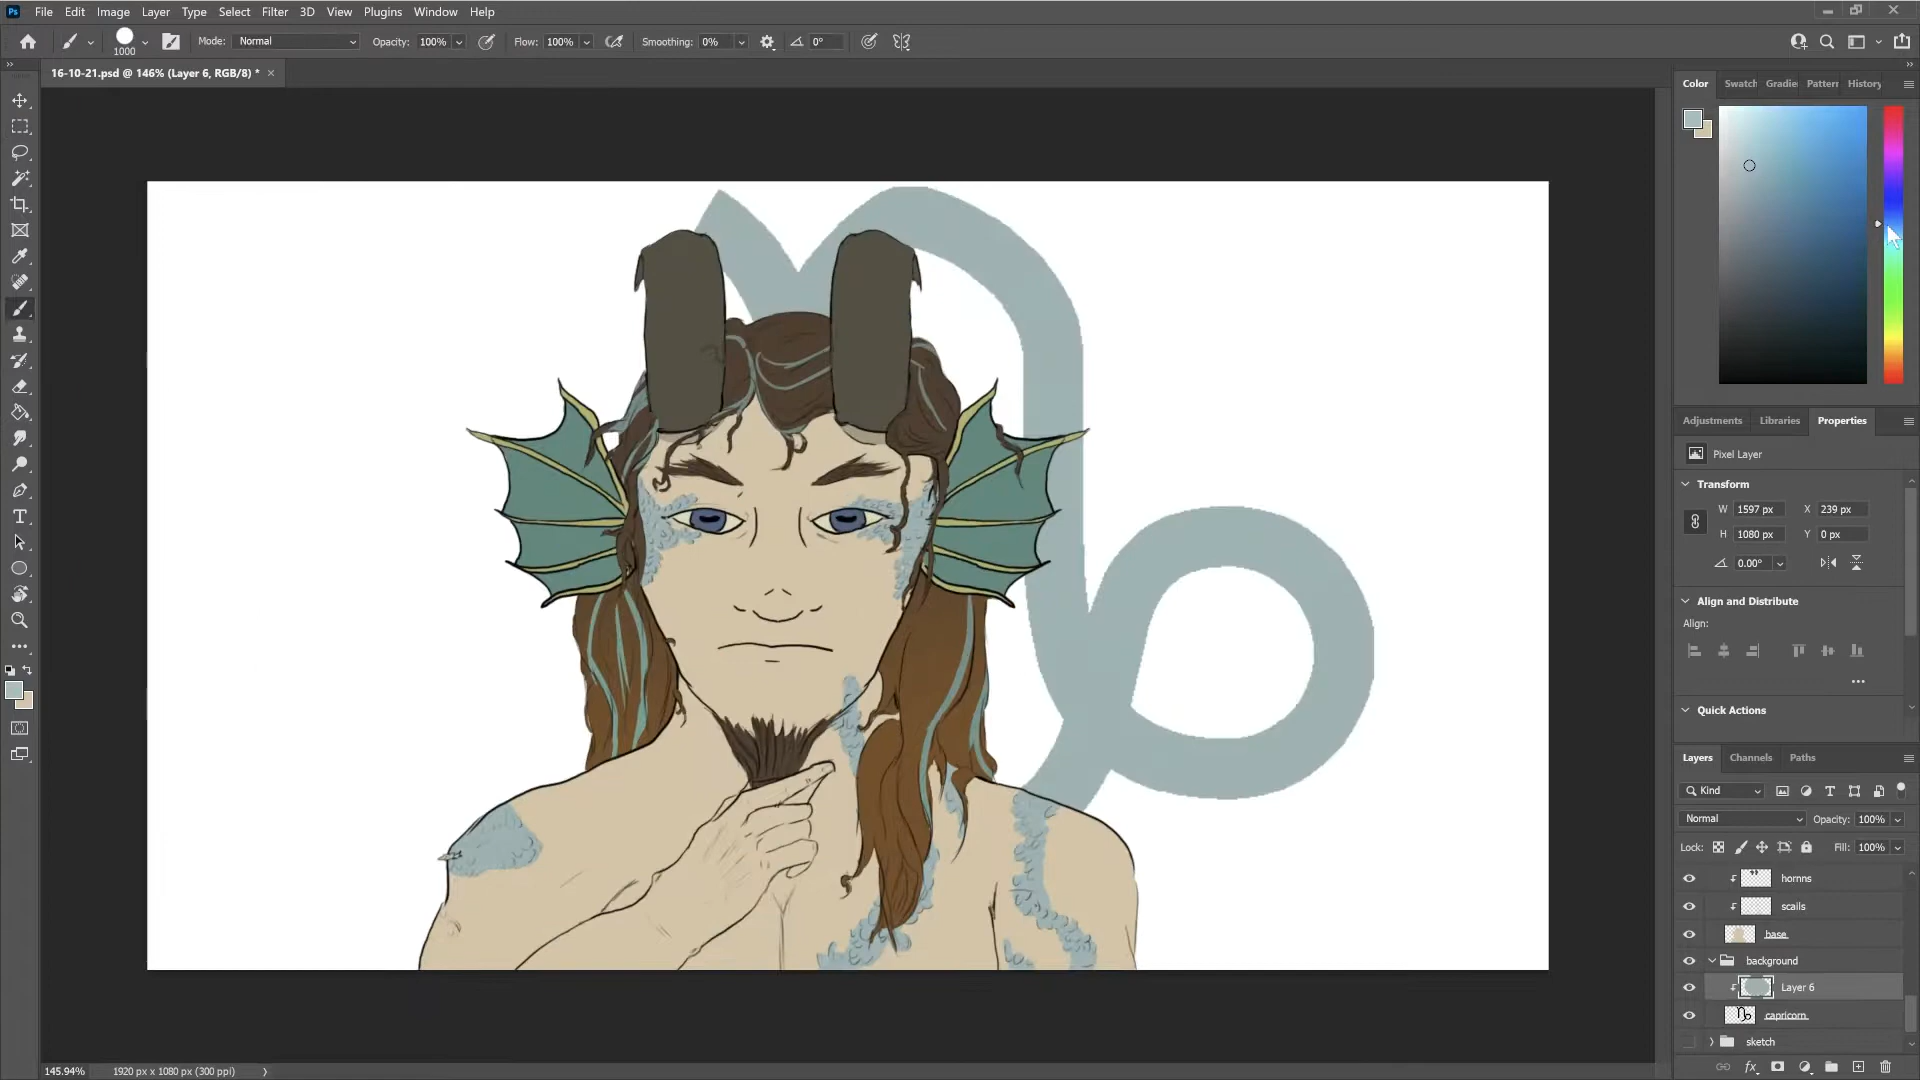 Ps File Edit Image Layer Type Select Filter 3D View Plugins Window Help
1000 Mode: Normal Opacity: 100% Flow: 100% Smoothing: 0% 0°
16-10-21.psd @ 146% (Layer 6, RGB/8) *
Color Swatch Gradie Pattern History
Adjustments Libraries Properties
Pixel Layer
Transform
W 1597 px X 239 px
H 1080 px Y 0 px
0.00°
Align and Distribute
Align:
Quick Actions
Layers Channels Paths
Kind
Normal Opacity: 100%
Lock: Fill: 100%
hornns
scails
base
background
Layer 6
capricorn
sketch
fx
145.94% 1920 px x 1080 px (300 ppi)